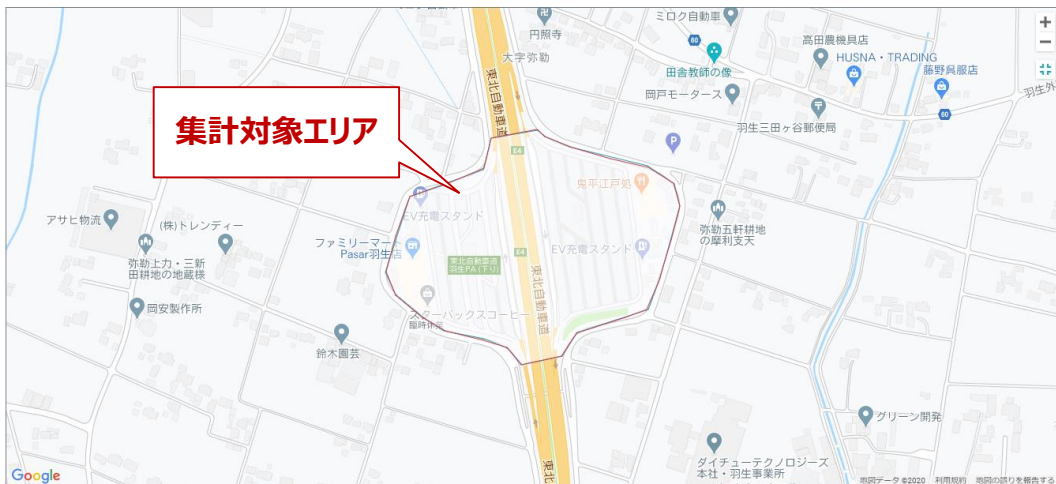 ミロク自動車
円照寺
60
高田農機具店
大字弥勒
HUSNA・TRADING
田舎教師の像
藤野呉服店
東北自動車道
岡戸モータース
60
羽生外
集計対象エリア
羽生三田ヶ谷郵便局
P
E4
鬼平江戸処
EV充電スタンド
アサヒ物流
(株)トレンディー
弥勒五軒耕地
の摩利支天
ファミリーマート
Pasar羽生店
EV充電スタンド
E4
弥勒上力・三新
田耕地の地蔵様
東北自動車道
羽生PA(下り)
東北自動車道
岡安製作所
スターバックスコーヒー
臨時休業
鈴木園芸
グリーン開発
ダイチューテクノロジーズ
本社・羽生事業所
東北
Google
地図データ ©2020 利用規約 地図の誤りを報告する